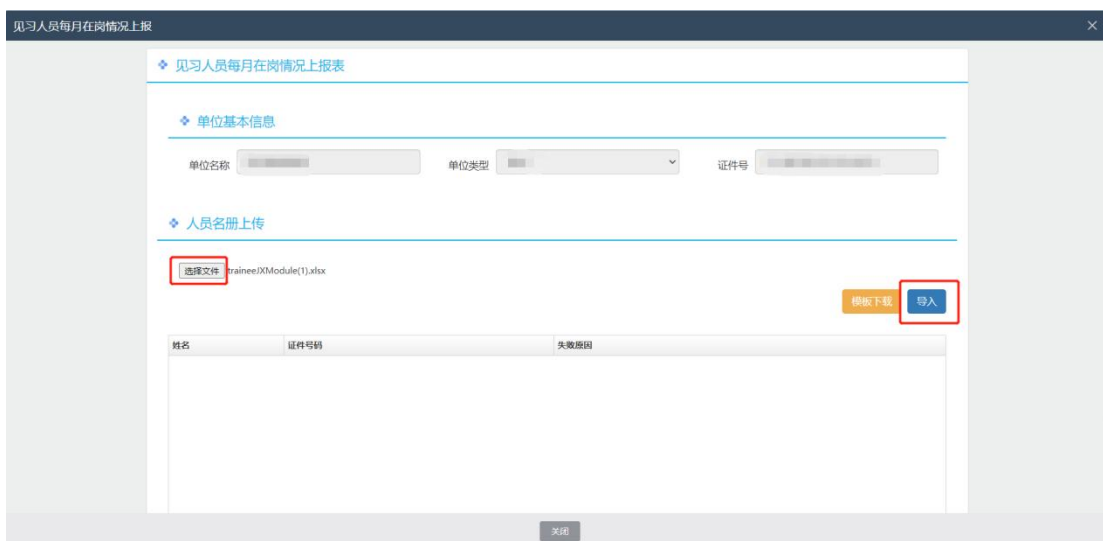 见习人员每月在岗情况上报
见习人员每月在岗情况上报表
单位基本信息
单位名称 单位类型 证件号
人员名册上传
选择文件 traineeJXModule(1).xlsx
模板下载 导入
姓名 证件号码 失败原因
关闭